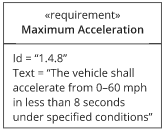 «requirement»
Maximum Acceleration
Id = “1.4.8”
Text = “The vehicle shall
accelerate from 0–60 mph
in less than 8 seconds
under specified conditions”